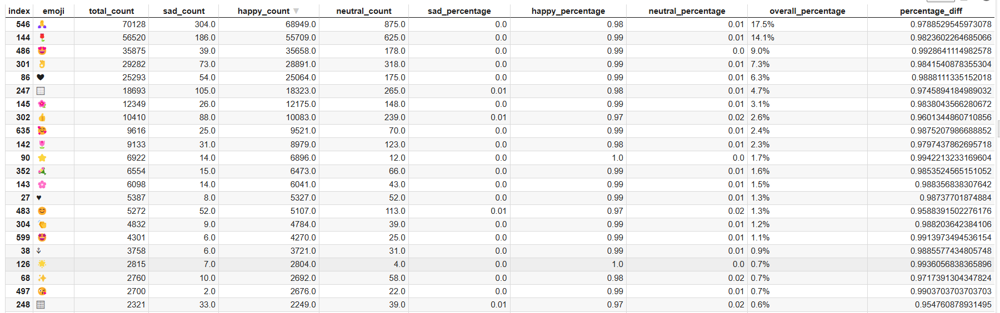 index emoji total_count sad_count happy_count ▼ neutral_count sad_percentage happy_percentage neutral_percentage overall_percentage percentage_diff
546 🙏 70128 304.0 68949.0 875.0 0.0 0.98 0.01 17.5% 0.9788529545973078
144 🌹 56520 186.0 55709.0 625.0 0.0 0.99 0.01 14.1% 0.9823602264685066
486 😍 35875 39.0 35658.0 178.0 0.0 0.99 0.0 9.0% 0.9928641114982578
301 👌 29282 73.0 28891.0 318.0 0.0 0.99 0.01 7.3% 0.9841540878355304
86 ❤ 25293 54.0 25064.0 175.0 0.0 0.99 0.01 6.3% 0.9888111335152018
247 18693 105.0 18323.0 265.0 0.01 0.98 0.01 4.7% 0.9745894184989032
145 🌺 12349 26.0 12175.0 148.0 0.0 0.99 0.01 3.1% 0.9838043566280672
302 👍 10410 88.0 10083.0 239.0 0.01 0.97 0.02 2.6% 0.9601344860710856
635 🥰 9616 25.0 9521.0 70.0 0.0 0.99 0.01 2.4% 0.9875207986688852
142 🌷 9133 31.0 8979.0 123.0 0.0 0.98 0.01 2.3% 0.9797437862695718
90 ⭐ 6922 14.0 6896.0 12.0 0.0 1.0 0.0 1.7% 0.9942213233169604
352 💐 6554 15.0 6473.0 66.0 0.0 0.99 0.01 1.6% 0.9853524565151052
143 🌸 6098 14.0 6041.0 43.0 0.0 0.99 0.01 1.5% 0.988356838307642
27 ♥ 5387 8.0 5327.0 52.0 0.0 0.99 0.01 1.3% 0.98737701874884
483 😊 5272 52.0 5107.0 113.0 0.01 0.97 0.02 1.3% 0.9588391502276176
304 👏 4832 9.0 4784.0 39.0 0.0 0.99 0.01 1.2% 0.988203642384106
599 🤩 4301 6.0 4270.0 25.0 0.0 0.99 0.01 1.1% 0.9913973494536154
38 ⚘ 3758 6.0 3721.0 31.0 0.0 0.99 0.01 0.9% 0.9885577434805748
126 🌟 2815 7.0 2804.0 4.0 0.0 1.0 0.0 0.7% 0.9936056838365896
68 ✨ 2760 10.0 2692.0 58.0 0.0 0.98 0.02 0.7% 0.9717391304347824
497 😘 2700 2.0 2676.0 22.0 0.0 0.99 0.01 0.7% 0.9903703703703703
248 2321 33.0 2249.0 39.0 0.01 0.97 0.02 0.6% 0.954760878931495